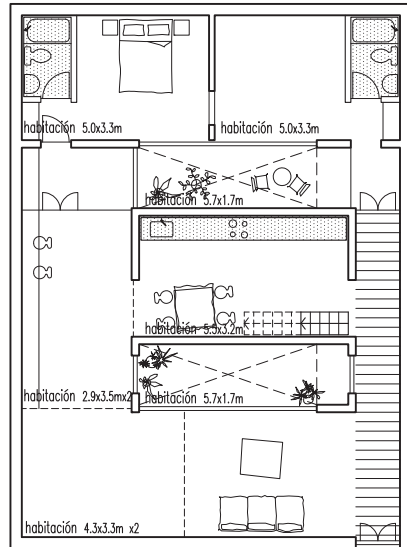 habitación 5.0x3.3m
habitación 5.0x3.3m
habitación 5.7x1.7m
habitación 5.5x3.2m
habitación 2.9x3.5mx2
habitación 5.7x1.7m
habitación 4.3x3.3m x2